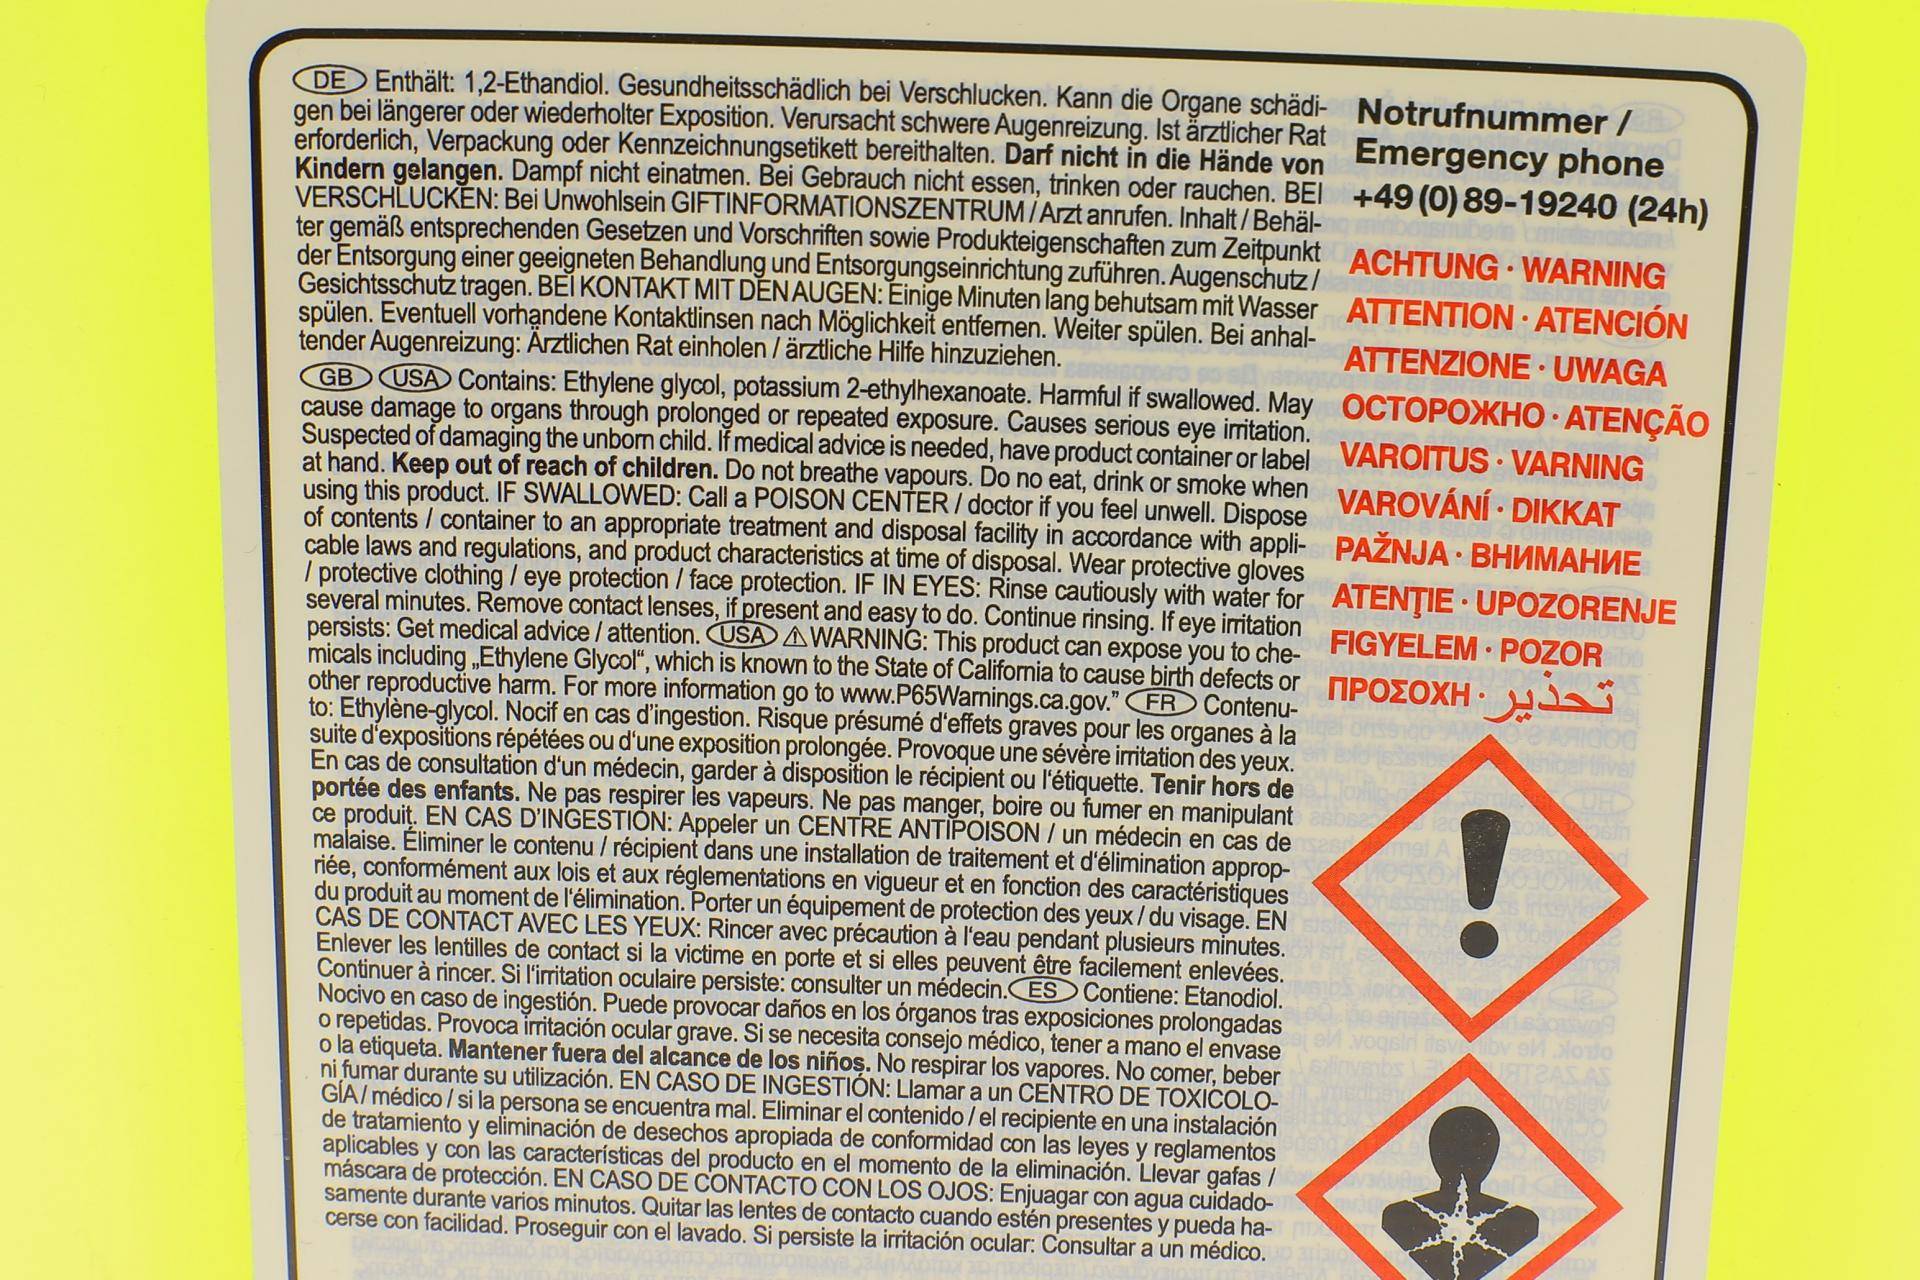 DE Enthält: 1,2-Ethandiol. Gesundheitsschädlich bei Verschlucken. Kann die Organe schädi-
gen bei längerer oder wiederholter Exposition. Verursacht schwere Augenreizung. Ist ärztlicher Rat
erforderlich, Verpackung oder Kennzeichnungsetikett bereithalten. Darf nicht in die Hände von
Kindern gelangen. Dampf nicht einatmen. Bei Gebrauch nicht essen, trinken oder rauchen. BEI
VERSCHLUCKEN: Bei Unwohlsein GIFTINFORMATIONSZENTRUM / Arzt anrufen. Inhalt / Behäl-
ter gemäß entsprechenden Gesetzen und Vorschriften sowie Produkteigenschaften zum Zeitpunkt
der Entsorgung einer geeigneten Behandlung und Entsorgungseinrichtung zuführen. Augenschutz /
Gesichtsschutz tragen. BEI KONTAKT MIT DEN AUGEN: Einige Minuten lang behutsam mit Wasser
spülen. Eventuell vorhandene Kontaktlinsen nach Möglichkeit entfernen. Weiter spülen. Bei anhal-
tender Augenreizung: Ärztlichen Rat einholen / ärztliche Hilfe hinzuziehen.
GB USA Contains: Ethylene glycol, potassium 2-ethylhexanoate. Harmful if swallowed. May
cause damage to organs through prolonged or repeated exposure. Causes serious eye irritation.
Suspected of damaging the unborn child. If medical advice is needed, have product container or label
at hand. Keep out of reach of children. Do not breathe vapours. Do no eat, drink or smoke when
using this product. IF SWALLOWED: Call a POISON CENTER / doctor if you feel unwell. Dispose
of contents / container to an appropriate treatment and disposal facility in accordance with appli-
cable laws and regulations, and product characteristics at time of disposal. Wear protective gloves
/ protective clothing / eye protection / face protection. IF IN EYES: Rinse cautiously with water for
several minutes. Remove contact lenses, if present and easy to do. Continue rinsing. If eye irritation
persists: Get medical advice / attention. USA ⚠ WARNING: This product can expose you to che-
micals including „Ethylene Glycol“, which is known to the State of California to cause birth defects or
other reproductive harm. For more information go to www.P65Warnings.ca.gov.” FR Contenu-
to: Ethylène-glycol. Nocif en cas d‘ingestion. Risque présumé d‘effets graves pour les organes à la
suite d‘expositions répétées ou d‘une exposition prolongée. Provoque une sévère irritation des yeux.
En cas de consultation d‘un médecin, garder à disposition le récipient ou l‘étiquette. Tenir hors de
portée des enfants. Ne pas respirer les vapeurs. Ne pas manger, boire ou fumer en manipulant
ce produit. EN CAS D’INGESTION: Appeler un CENTRE ANTIPOISON / un médecin en cas de
malaise. Éliminer le contenu / récipient dans une installation de traitement et d‘élimination approp-
riée, conformément aux lois et aux réglementations en vigueur et en fonction des caractéristiques
du produit au moment de l‘élimination. Porter un équipement de protection des yeux / du visage. EN
CAS DE CONTACT AVEC LES YEUX: Rincer avec précaution à l‘eau pendant plusieurs minutes.
Enlever les lentilles de contact si la victime en porte et si elles peuvent être facilement enlevées.
Continuer à rincer. Si l‘irritation oculaire persiste: consulter un médecin. ES Contiene: Etanodiol.
Nocivo en caso de ingestión. Puede provocar daños en los órganos tras exposiciones prolongadas
o repetidas. Provoca irritación ocular grave. Si se necesita consejo médico, tener a mano el envase
o la etiqueta. Mantener fuera del alcance de los niños. No respirar los vapores. No comer, beber
ni fumar durante su utilización. EN CASO DE INGESTIÓN: Llamar a un CENTRO DE TOXICOLO-
GÍA / médico / si la persona se encuentra mal. Eliminar el contenido / el recipiente en una instalación
de tratamiento y eliminación de desechos apropiada de conformidad con las leyes y reglamentos
aplicables y con las características del producto en el momento de la eliminación. Llevar gafas /
máscara de protección. EN CASO DE CONTACTO CON LOS OJOS: Enjuagar con agua cuidado-
samente durante varios minutos. Quitar las lentes de contacto cuando estén presentes y pueda ha-
cerse con facilidad. Proseguir con el lavado. Si persiste la irritación ocular: Consultar a un médico.
Notrufnummer /
Emergency phone
+49 (0) 89-19240 (24h)
ACHTUNG · WARNING
ATTENTION · ATENCIÓN
ATTENZIONE · UWAGA
ОСТОРОЖНО · ATENÇÃO
VAROITUS · VARNING
VAROVÁNÍ · DIKKAT
PAŽNJA · ВНИМАНИЕ
ATENŢIE · UPOZORENJE
FIGYELEM · POZOR
ΠΡΟΣΟΧΗ · تحذير